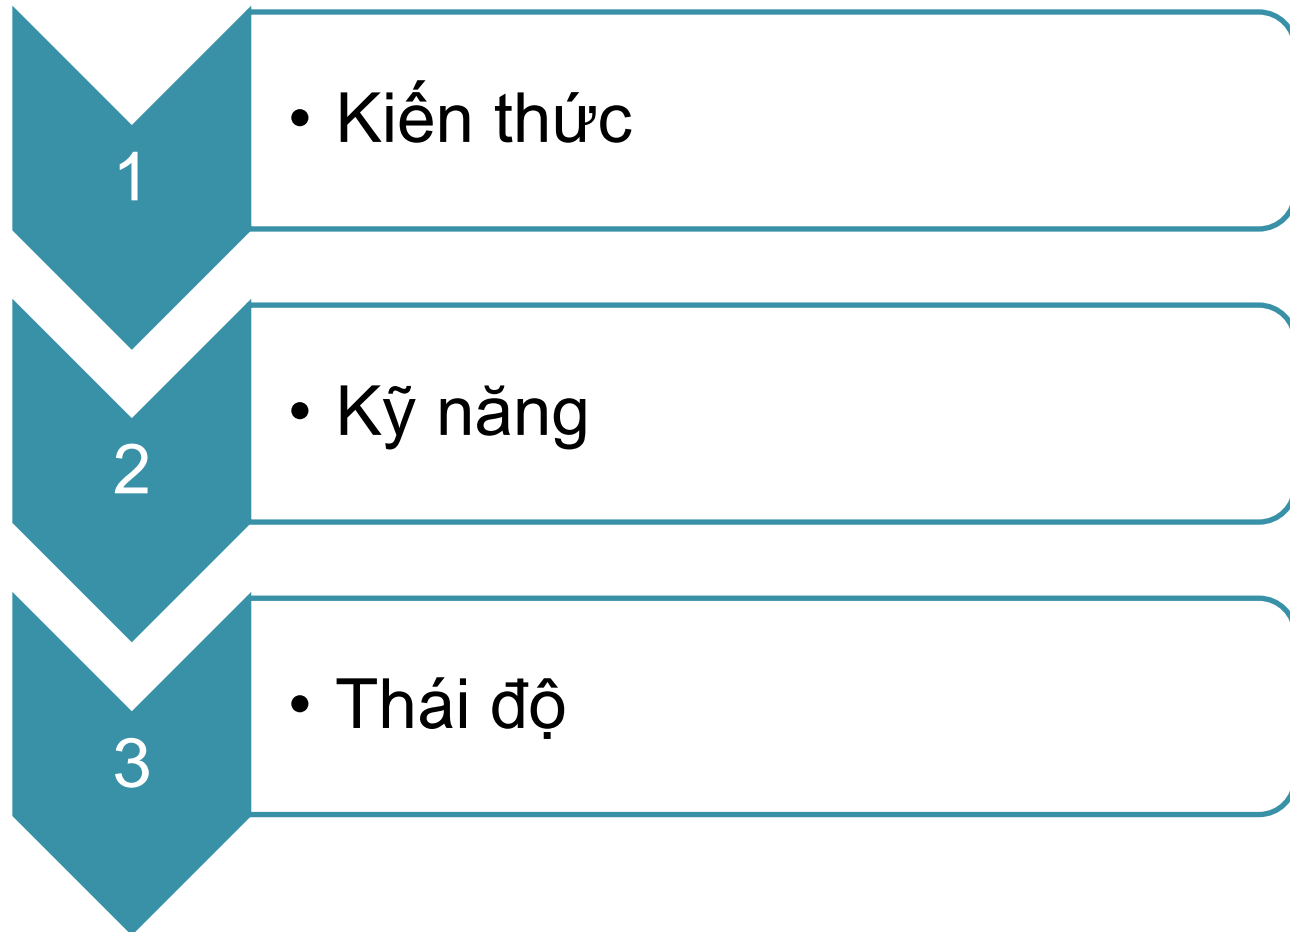 1
• Kiến thức
2
• Kỹ năng
3
• Thái độ